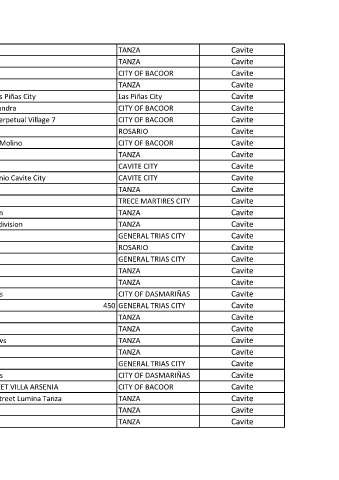 TANZA Cavite
TANZA Cavite
CITY OF BACOOR Cavite
TANZA Cavite
s Piñas City Las Piñas City Cavite
andra CITY OF BACOOR Cavite
erpetual Village 7 CITY OF BACOOR Cavite
ROSARIO Cavite
Molino CITY OF BACOOR Cavite
TANZA Cavite
CAVITE CITY Cavite
nio Cavite City CAVITE CITY Cavite
TANZA Cavite
TRECE MARTIRES CITY Cavite
n TANZA Cavite
division TANZA Cavite
GENERAL TRIAS CITY Cavite
ROSARIO Cavite
GENERAL TRIAS CITY Cavite
TANZA Cavite
TANZA Cavite
s CITY OF DASMARIÑAS Cavite
450 GENERAL TRIAS CITY Cavite
TANZA Cavite
TANZA Cavite
ws TANZA Cavite
TANZA Cavite
GENERAL TRIAS CITY Cavite
s CITY OF DASMARIÑAS Cavite
ET VILLA ARSENIA CITY OF BACOOR Cavite
treet Lumina Tanza TANZA Cavite
TANZA Cavite
TANZA Cavite